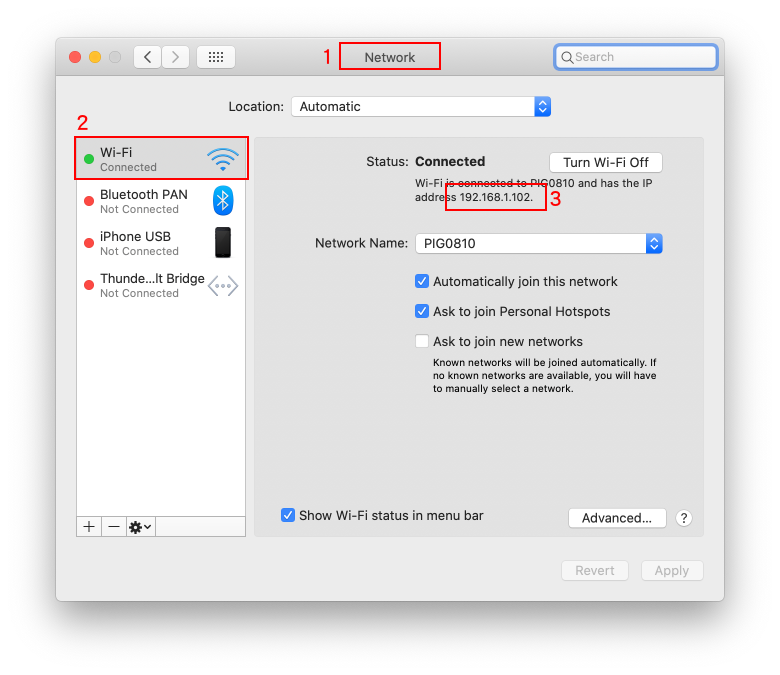 1 Network
Search
Location: Automatic
2
Wi-Fi
Connected
Bluetooth PAN
Not Connected
iPhone USB
Not Connected
Thunde...lt Bridge
Not Connected
Status: Connected
Turn Wi-Fi Off
Wi-Fi is connected to PIG0810 and has the IP
address 192.168.1.102. 3
Network Name: PIG0810
Automatically join this network
Ask to join Personal Hotspots
Ask to join new networks
Known networks will be joined automatically. If
no known networks are available, you will have
to manually select a network.
Show Wi-Fi status in menu bar
Advanced... ?
Revert
Apply